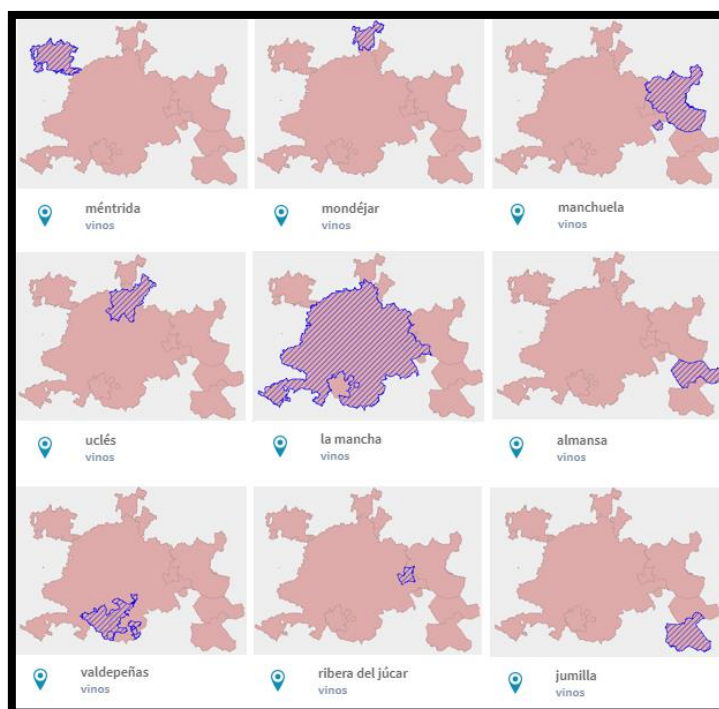 méntrida
vinos
mondéjar
vinos
manchuela
vinos
uclés
vinos
la mancha
vinos
almansa
vinos
valdepeñas
vinos
ribera del júcar
vinos
jumilla
vinos